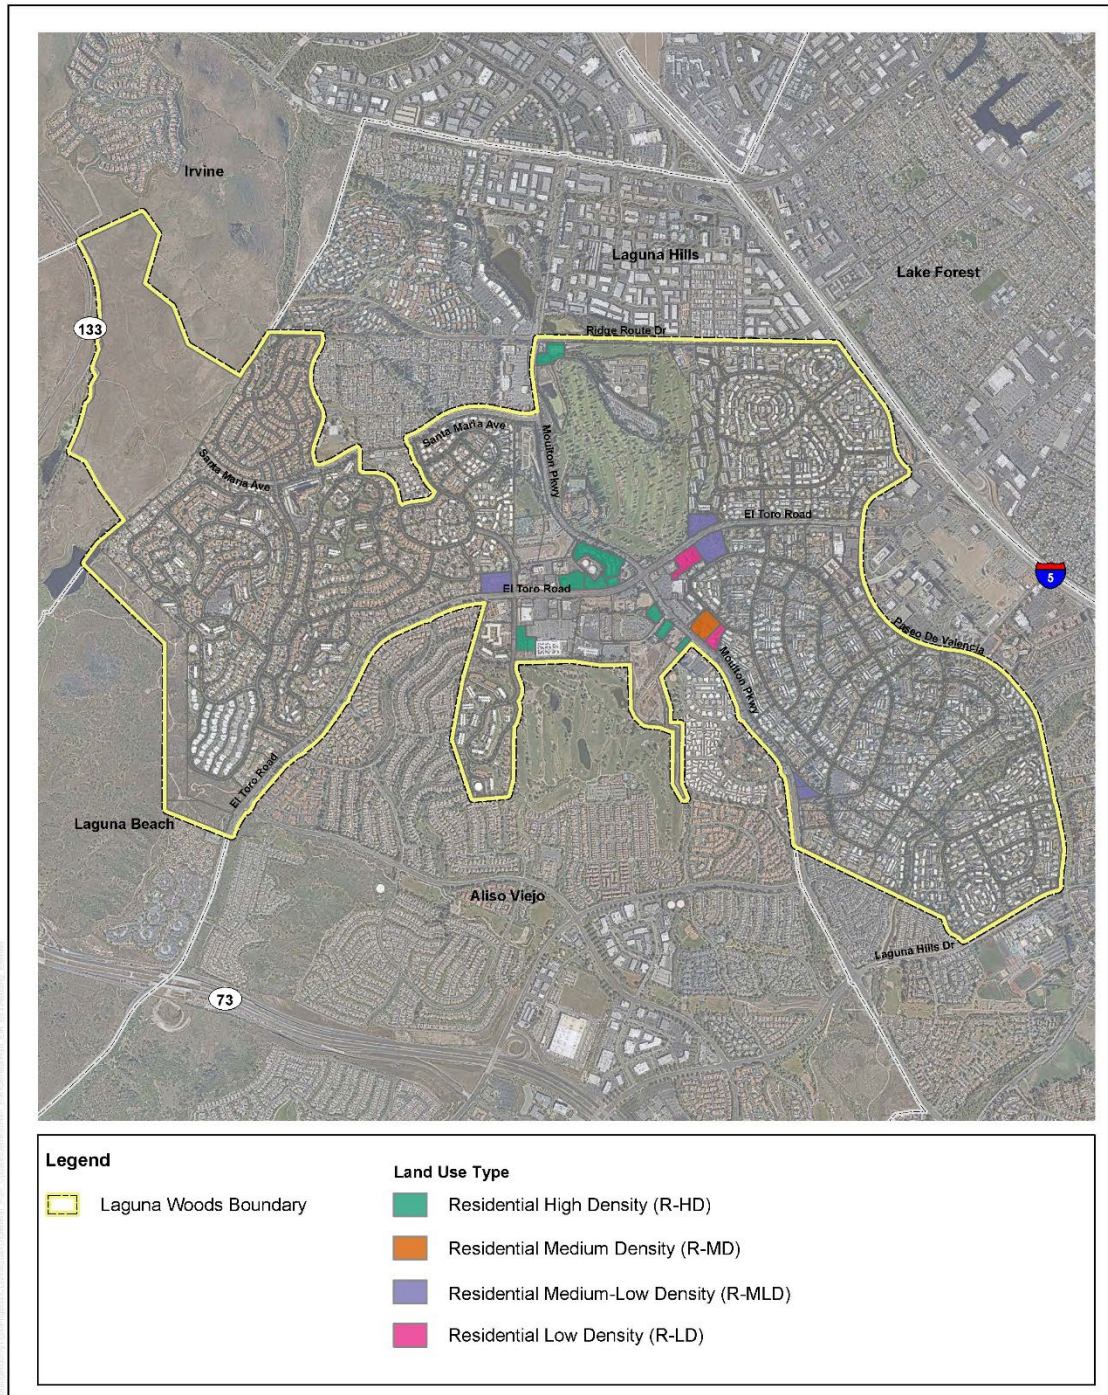 Irvine
Laguna Hills
Lake Forest
133
Ridge Route Dr
Santa Maria Ave
Moulton Pkwy
Santa Maria Ave
El Toro Road
El Toro Road
5
Paseo De Valencia
Moulton Pkwy
El Toro Road
Laguna Beach
Aliso Viejo
Laguna Hills Dr
73
Legend
Laguna Woods Boundary
Land Use Type
Residential High Density (R-HD)
Residential Medium Density (R-MD)
Residential Medium-Low Density (R-MLD)
Residential Low Density (R-LD)